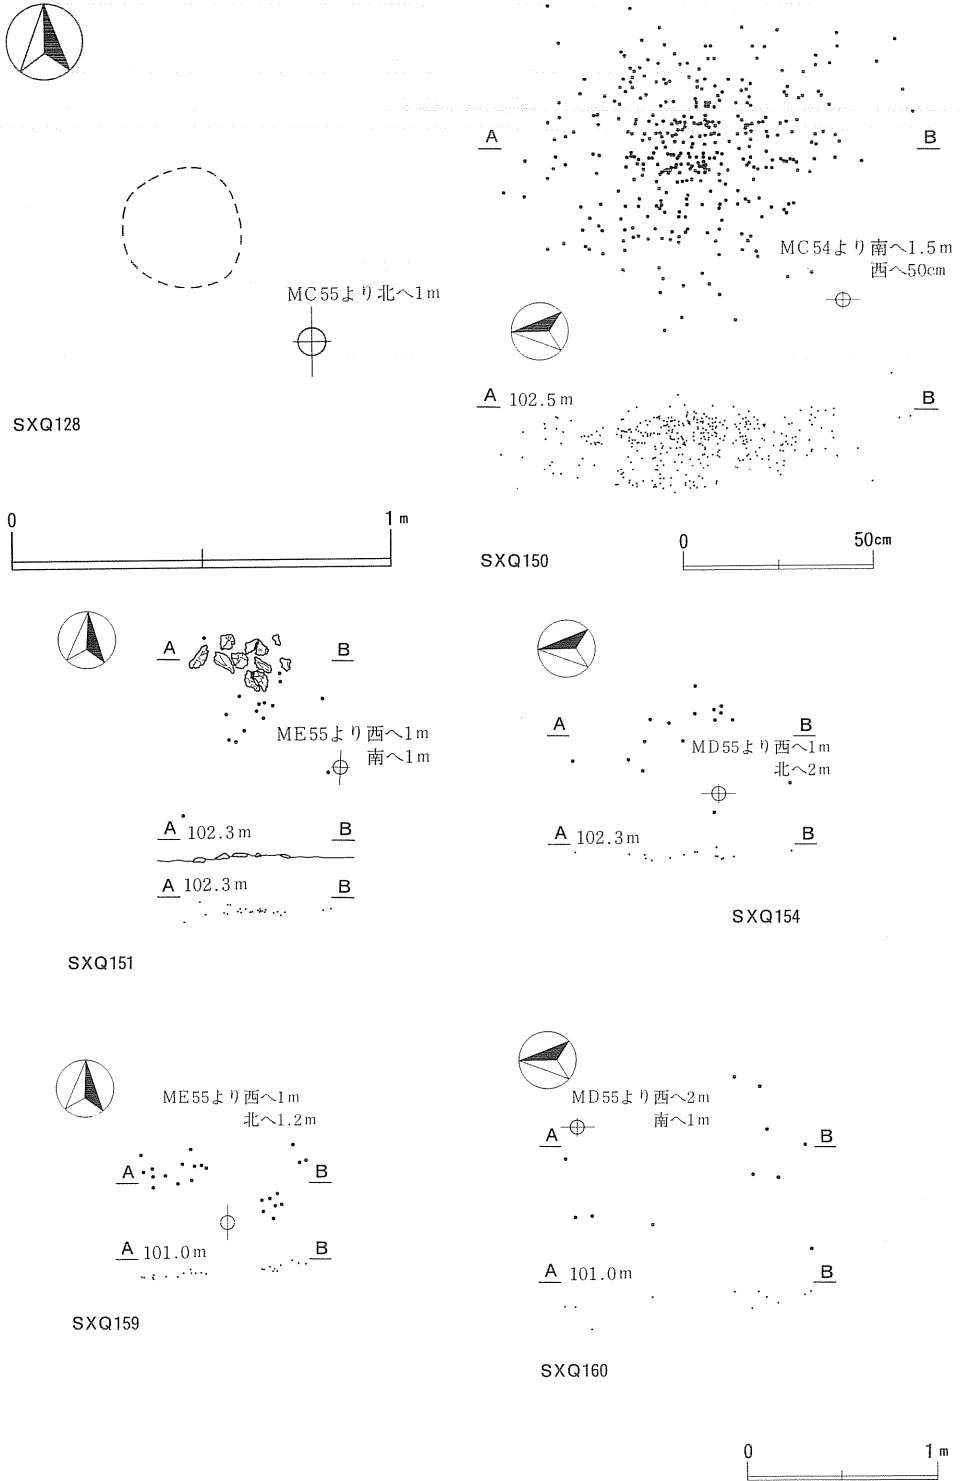 MC55より北へ1m
SXQ128
0 1m
A B
MC54より南へ1.5m
西へ50cm
A 102.5m B
SXQ150
0 50cm
A B
ME55より西へ1m
南へ1m
A 102.3m B
A 102.3m B
SXQ151
A B
MD55より西へ1m
北へ2m
A 102.3m B
SXQ154
ME55より西へ1m
北へ1.2m
A B
A 101.0m B
SXQ159
MD55より西へ2m
南へ1m
A B
A 101.0m B
SXQ160
0 1m